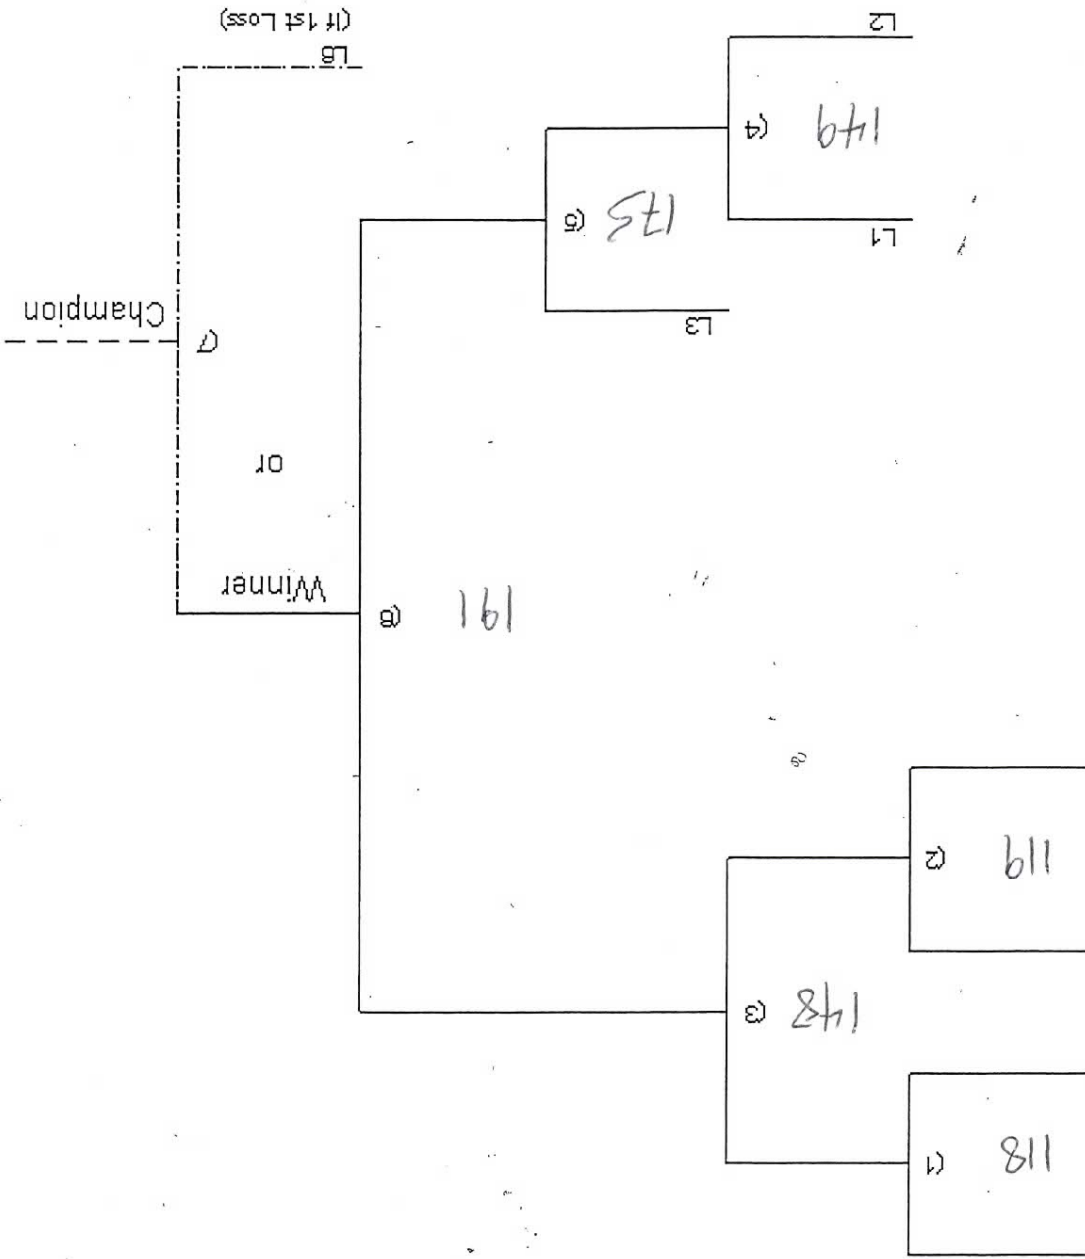 118 (1
148 (3
119 (2
191 (6
Winner
or
(7
Champion
L3
L1
175 (5
149 (4
L6
(If 1st Loss)
L2